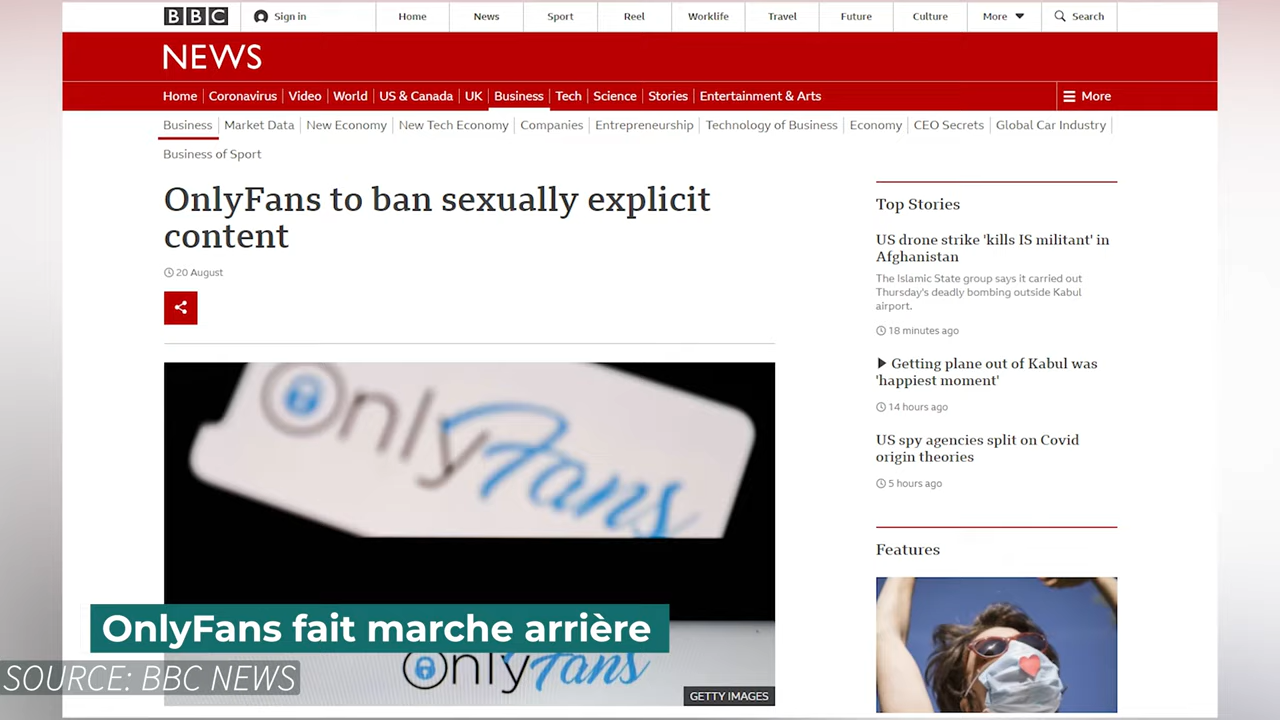 BBC Sign in Home News Sport Reel Worklife Travel Future Culture More Search
NEWS
Home Coronavirus Video World US & Canada UK Business Tech Science Stories Entertainment & Arts More
Business Market Data New Economy New Tech Economy Companies Entrepreneurship Technology of Business Economy CEO Secrets Global Car Industry
Business of Sport
OnlyFans to ban sexually explicit
content
20 August
OnlyFans
OnlyFans fait marche arrière
OnlyFans
SOURCE: BBC NEWS
GETTY IMAGES
Top Stories
US drone strike 'kills IS militant' in
Afghanistan
The Islamic State group says it carried out
Thursday's deadly bombing outside Kabul
airport.
18 minutes ago
Getting plane out of Kabul was
'happiest moment'
14 hours ago
US spy agencies split on Covid
origin theories
5 hours ago
Features